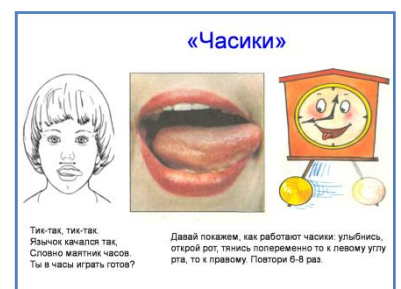 «Часики»
Тик-так, тик-так.
Язычок качался так,
Словно маятник часов.
Ты в часы играть готов?
Давай покажем, как работают часики: улыбнись,
открой рот, тянись попеременно то к левому углу
рта, то к правому. Повтори 6-8 раз.